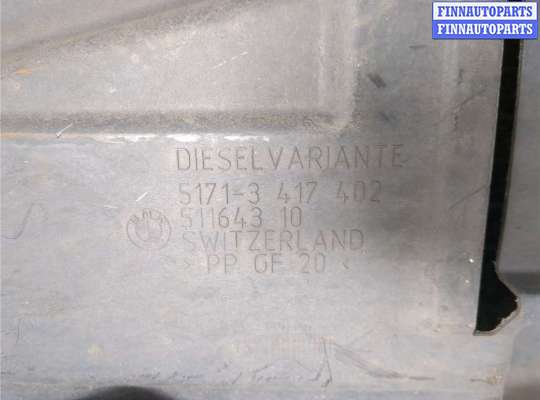 FINNAUTOPARTS
FINNAUTOPARTS
DIESELVARIANTE
5171-3 417 402
511643 10
SWITZERLAND
> PP GF 20 <